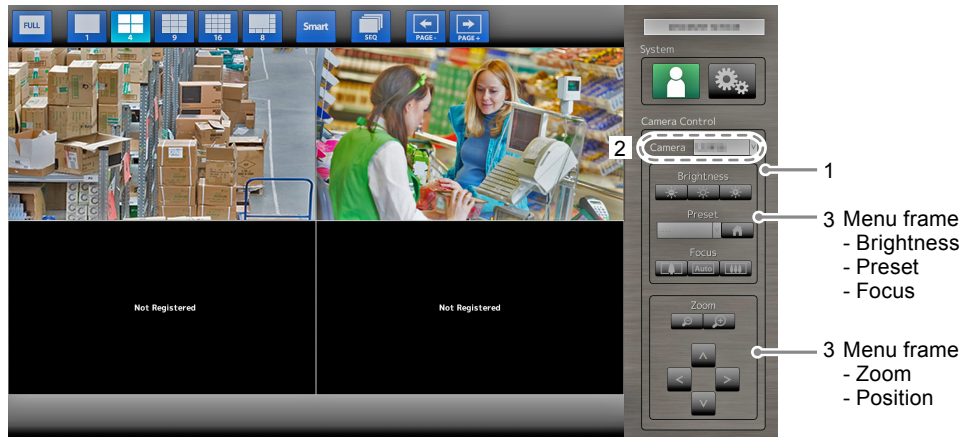 FULL
1
4
9
16
8
Smart
SEQ
PAGE-
PAGE+
System
Camera Control
2
Camera
1
Brightness
Preset
Focus
Auto
3 Menu frame
- Brightness
- Preset
- Focus
Not Registered
Not Registered
Zoom
3 Menu frame
- Zoom
- Position